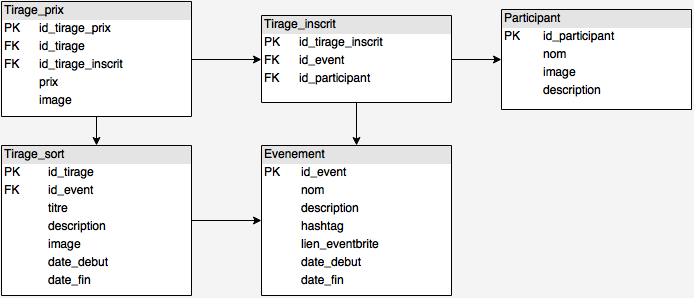 Tirage_prix
PK id_tirage_prix
FK id_tirage
FK id_tirage_inscrit
prix
image
Tirage_inscrit
PK id_tirage_inscrit
FK id_event
FK id_participant
Participant
PK id_participant
nom
image
description
Tirage_sort
PK id_tirage
FK id_event
titre
description
image
date_debut
date_fin
Evenement
PK id_event
nom
description
hashtag
lien_eventbrite
date_debut
date_fin